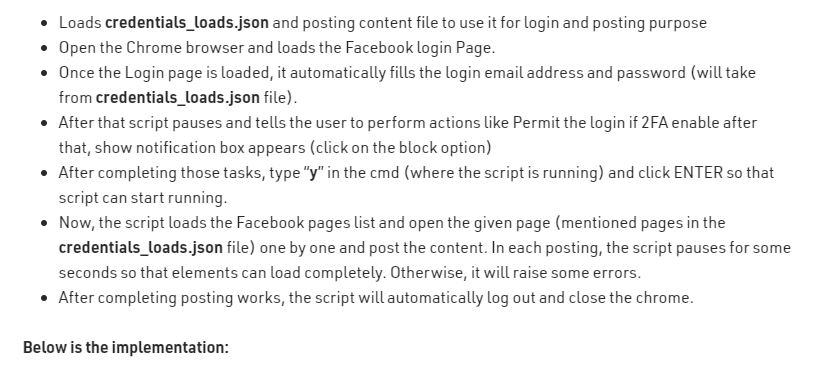 • Loads credentials_loads.json and posting content file to use it for login and posting purpose
• Open the Chrome browser and loads the Facebook login Page.
• Once the Login page is loaded, it automatically fills the login email address and password (will take
from credentials_loads.json file).
• After that script pauses and tells the user to perform actions like Permit the login if 2FA enable after
that, show notification box appears (click on the block option)
• After completing those tasks, type “y” in the cmd (where the script is running) and click ENTER so that
script can start running.
• Now, the script loads the Facebook pages list and open the given page (mentioned pages in the
credentials_loads.json file) one by one and post the content. In each posting, the script pauses for some
seconds so that elements can load completely. Otherwise, it will raise some errors.
• After completing posting works, the script will automatically log out and close the chrome.
Below is the implementation: